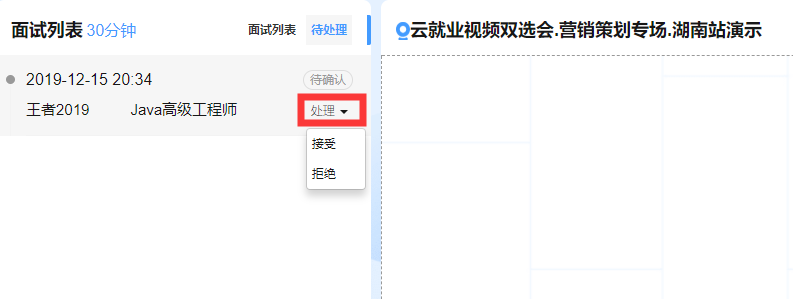 面试列表 30分钟 面试列表 待处理
2019-12-15 20:34 待确认
王者2019 Java高级工程师 处理
接受
拒绝
云就业视频双选会.营销策划专场.湖南站演示